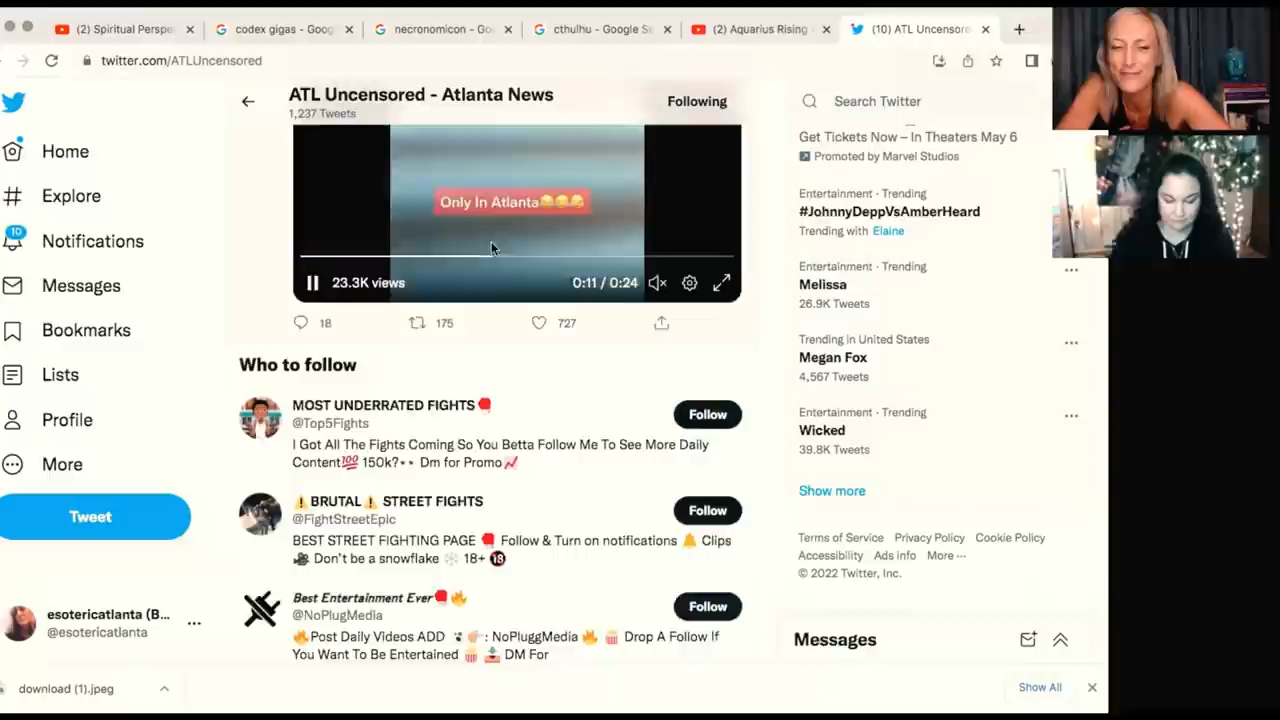 (2) Spiritual Perspe
codex gigas - Goog
necronomicon - Go
cthulhu - Google Se
(2) Aquarius Rising
(10) ATL Uncensore
twitter.com/ATLUncensored
ATL Uncensored - Atlanta News
1,237 Tweets
Following
Search Twitter
Home
Explore
10
Notifications
Messages
Bookmarks
Lists
Profile
More
Tweet
esotericatlanta (B...
@esotericatlanta
Only In Atlanta😂😂😂
23.3K views
0:11 / 0:24
18
175
727
Who to follow
MOST UNDERRATED FIGHTS🥊
@Top5Fights
Follow
I Got All The Fights Coming So You Betta Follow Me To See More Daily
Content💯 150k?👀 Dm for Promo📈
⚠️BRUTAL⚠️ STREET FIGHTS
@FightStreetEpic
Follow
BEST STREET FIGHTING PAGE 🥊 Follow & Turn on notifications 🔔 Clips
🎥 Don't be a snowflake ❄️ 18+ 🔞
Best Entertainment Ever🥊🔥
@NoPlugMedia
Follow
🔥Post Daily Videos ADD 👻👉🏼: NoPluggMedia 🔥 🍿 Drop A Follow If
You Want To Be Entertained 🍿 📥 DM For
Get Tickets Now – In Theaters May 6
Promoted by Marvel Studios
Entertainment · Trending
#JohnnyDeppVsAmberHeard
Trending with Elaine
Entertainment · Trending
Melissa
26.9K Tweets
Trending in United States
Megan Fox
4,567 Tweets
Entertainment · Trending
Wicked
39.8K Tweets
Show more
Terms of Service Privacy Policy Cookie Policy
Accessibility Ads info More ···
© 2022 Twitter, Inc.
Messages
download (1).jpeg
Show All